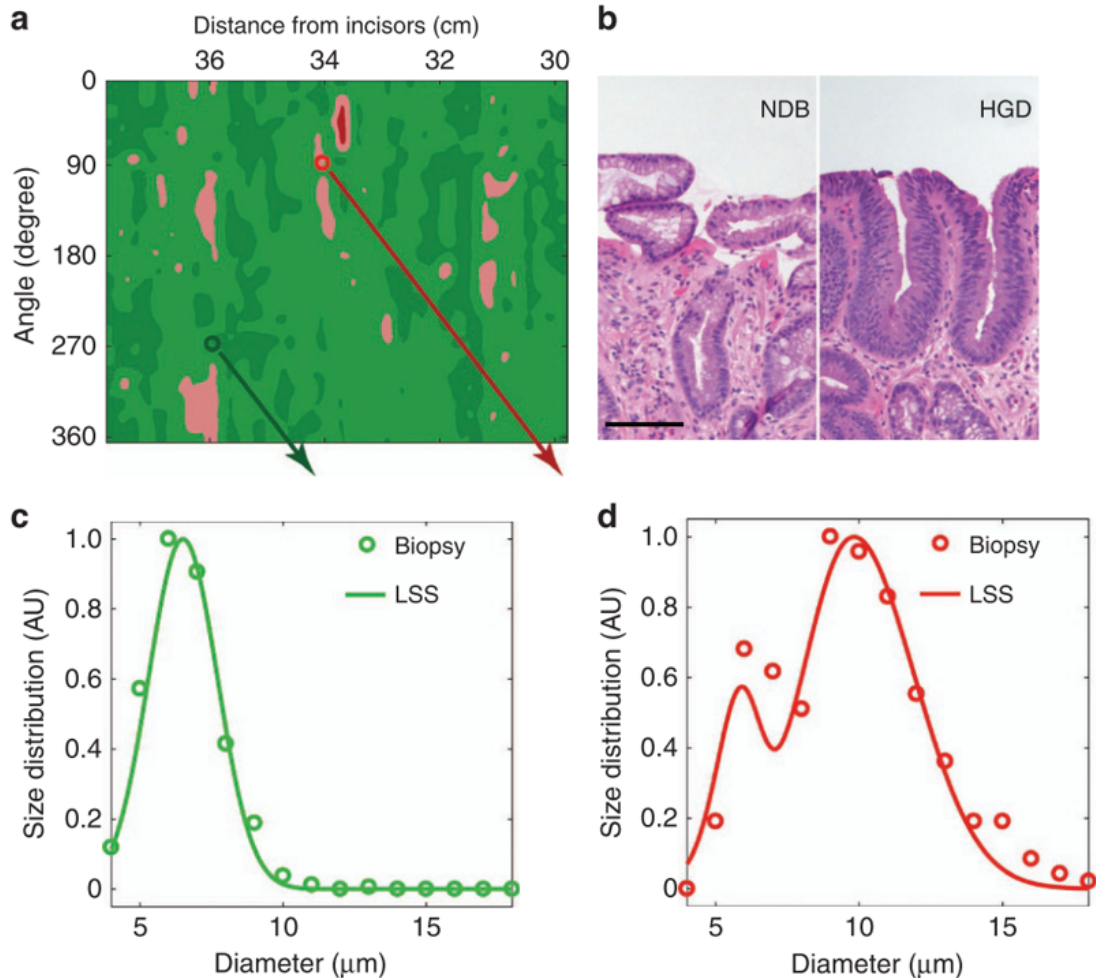 a
Distance from incisors (cm)
36 34 32 30
Angle (degree)
0
90
180
270
360
b
NDB HGD
c
Size distribution (AU)
1.0
0.8
0.6
0.4
0.2
0
Biopsy
LSS
5 10 15
Diameter (μm)
d
Size distribution (AU)
1.0
0.8
0.6
0.4
0.2
0
Biopsy
LSS
5 10 15
Diameter (μm)